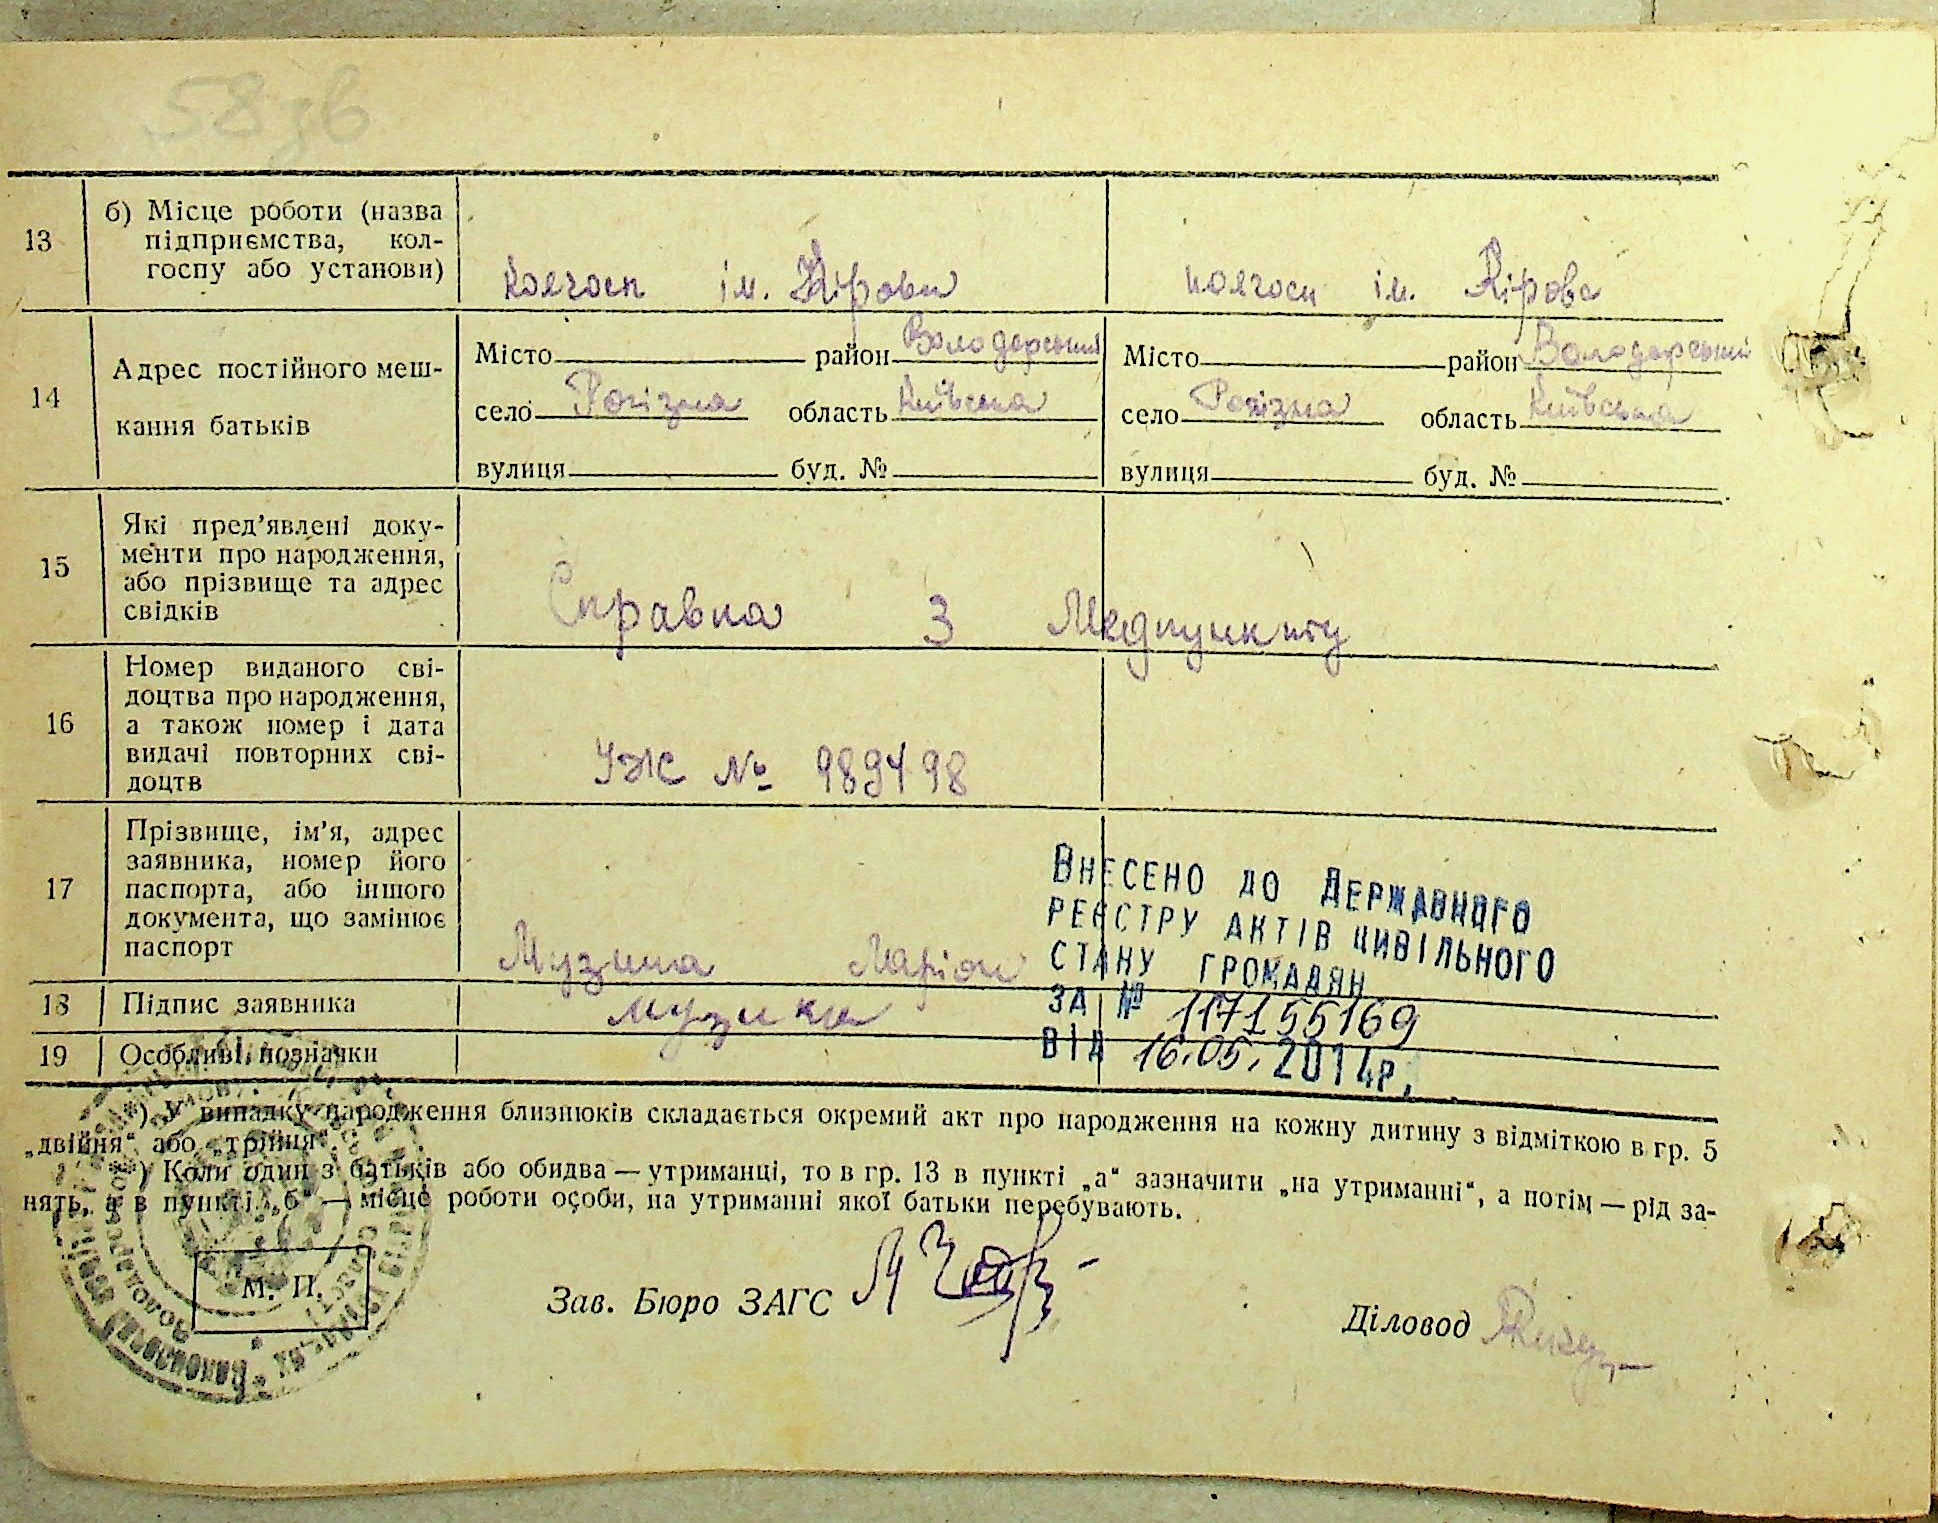 58 зв
13
б) Місце роботи (назва
підприємства, кол-
госпу або установи)
колгосп ім. Кірова
колгосп ім. Кірова
14
Адрес постійного меш-
кання батьків
Місто район Володарський
село Рогізна область Київська
вулиця буд. №
Місто район Володарський
село Рогізна область Київська
вулиця буд. №
15
Які пред'явлені доку-
менти про народження,
або прізвище та адрес
свідків
Справка з Медпункту
16
Номер виданого сві-
доцтва про народження,
а також номер і дата
видачі повторних сві-
доцтв
УЖ № 989498
17
Прізвище, ім'я, адрес
заявника, номер його
паспорта, або іншого
документа, що замінює
паспорт
Музика Ларіон
18
Підпис заявника
музика
19
Особливі позначки
ВНЕСЕНО ДО ДЕРЖАВНОГО
РЕЄСТРУ АКТІВ ЦИВІЛЬНОГО
СТАНУ ГРОМАДЯН
ЗА № 117155169
ВІД 16.05. 2014р.
) У випадку народження близнюків складається окремий акт про народження на кожну дитину з відміткою в гр. 5
„двійня“ або „трійня“.
) Коли один з батьків або обидва — утриманці, то в гр. 13 в пункті „а“ зазначити „на утриманні“, а потім — рід за-
нять, а в пункті „б“ — місце роботи особи, на утриманні якої батьки перебувають.
М. П.
Зав. Бюро ЗАГС
Діловод